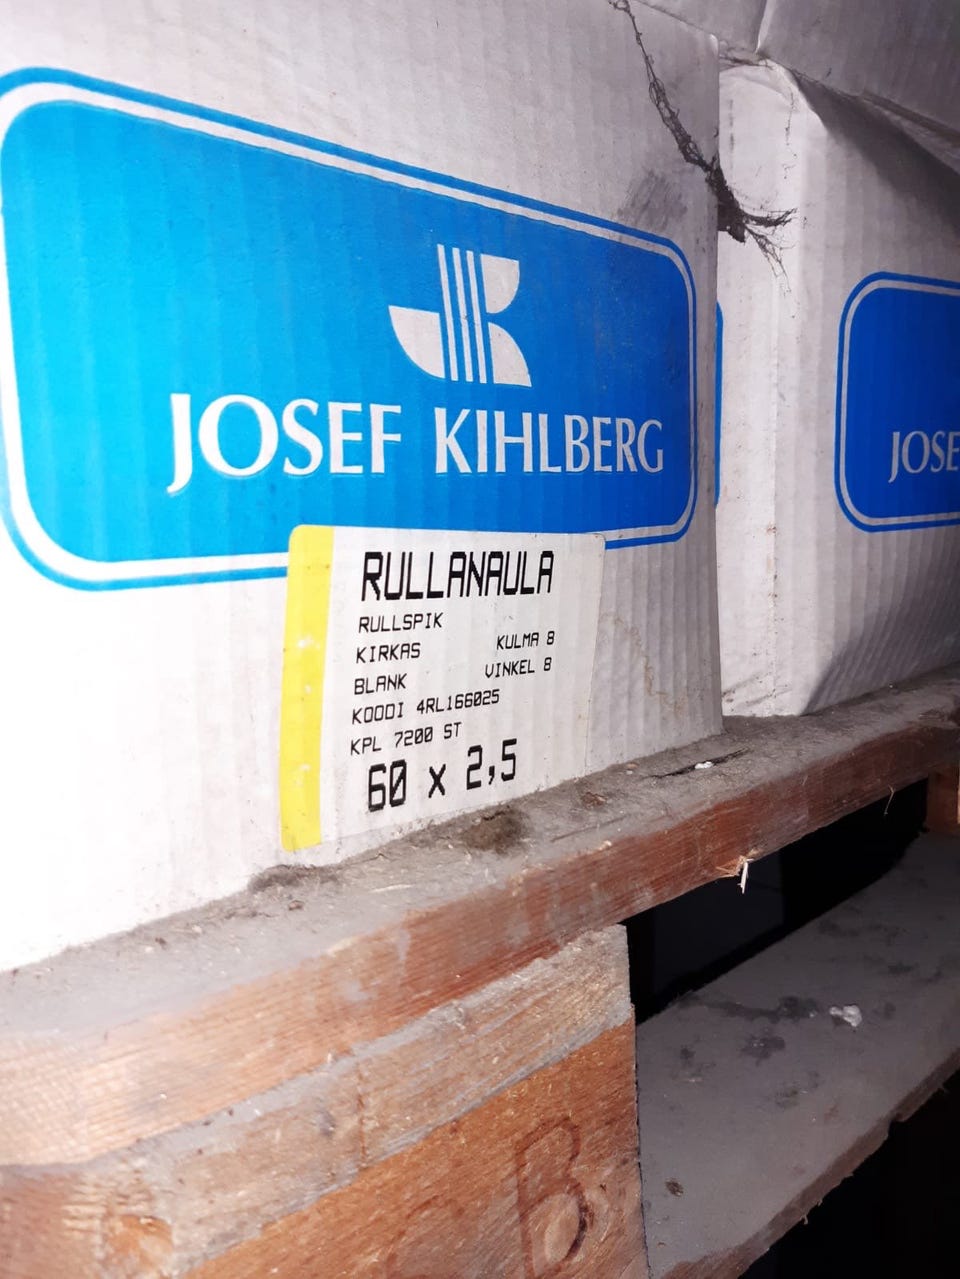 JOSEF KIHLBERG
JOSE
RULLANAULA
RULLSPIK
KIRKAS KULMA 8
BLANK VINKEL 8
KOODI 4RL166025
KPL 7200 ST
60 x 2,5
B